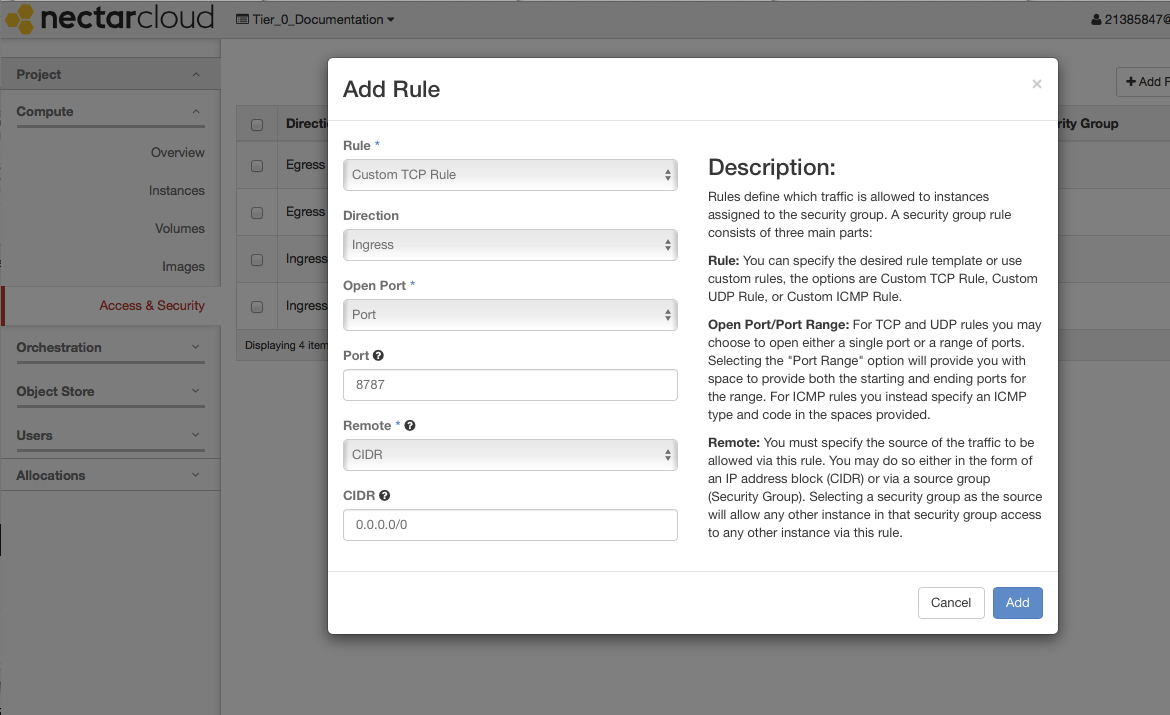 nectarcloud
Tier_0_Documentation
21385847@
Project
Compute
Overview
Instances
Volumes
Images
Access & Security
Orchestration
Object Store
Users
Allocations
Add
Directi
rity Group
Egress
Egress
Ingress
Ingress
Displaying 4 item
Add Rule
×
Rule *
Custom TCP Rule
Direction
Ingress
Open Port *
Port
Port
8787
Remote *
CIDR
CIDR
0.0.0.0/0
Description:
Rules define which traffic is allowed to instances
assigned to the security group. A security group rule
consists of three main parts:
Rule: You can specify the desired rule template or use
custom rules, the options are Custom TCP Rule, Custom
UDP Rule, or Custom ICMP Rule.
Open Port/Port Range: For TCP and UDP rules you may
choose to open either a single port or a range of ports.
Selecting the "Port Range" option will provide you with
space to provide both the starting and ending ports for
the range. For ICMP rules you instead specify an ICMP
type and code in the spaces provided.
Remote: You must specify the source of the traffic to be
allowed via this rule. You may do so either in the form of
an IP address block (CIDR) or via a source group
(Security Group). Selecting a security group as the source
will allow any other instance in that security group access
to any other instance via this rule.
Cancel
Add